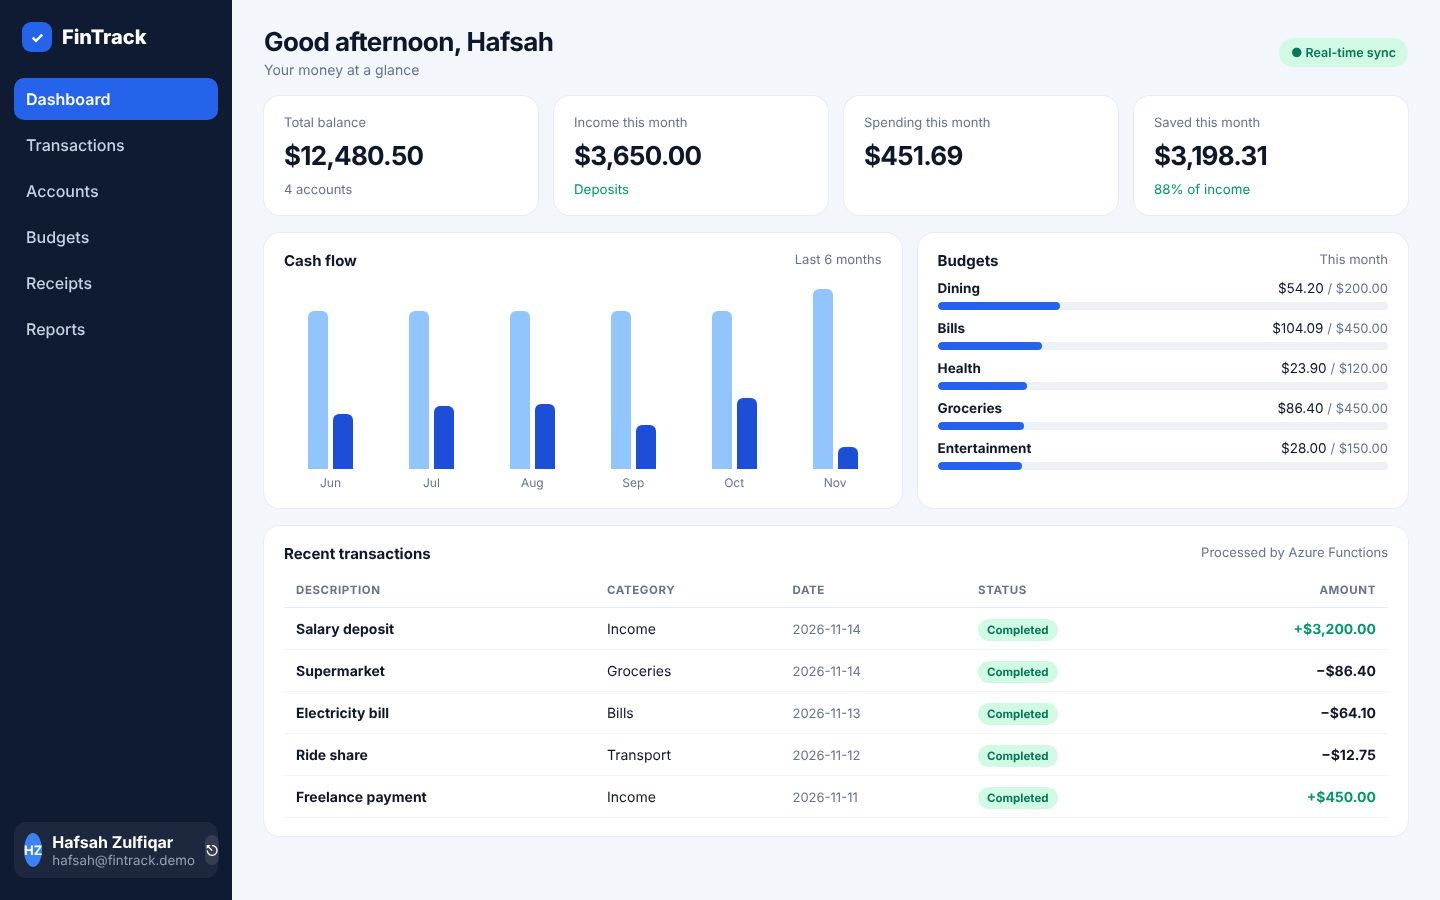 FinTrack
Dashboard
Transactions
Accounts
Budgets
Receipts
Reports
HZ
Hafsah Zulfiqar
hafsah@fintrack.demo
Good afternoon, Hafsah
Your money at a glance
Real-time sync
Total balance
$12,480.50
4 accounts
Income this month
$3,650.00
Deposits
Spending this month
$451.69
Saved this month
$3,198.31
88% of income
Cash flow
Last 6 months
Jun Jul Aug Sep Oct Nov
Budgets
This month
Dining $54.20 / $200.00
Bills $104.09 / $450.00
Health $23.90 / $120.00
Groceries $86.40 / $450.00
Entertainment $28.00 / $150.00
Recent transactions
Processed by Azure Functions
DESCRIPTION CATEGORY DATE STATUS AMOUNT
Salary deposit Income 2026-11-14 Completed +$3,200.00
Supermarket Groceries 2026-11-14 Completed −$86.40
Electricity bill Bills 2026-11-13 Completed −$64.10
Ride share Transport 2026-11-12 Completed −$12.75
Freelance payment Income 2026-11-11 Completed +$450.00